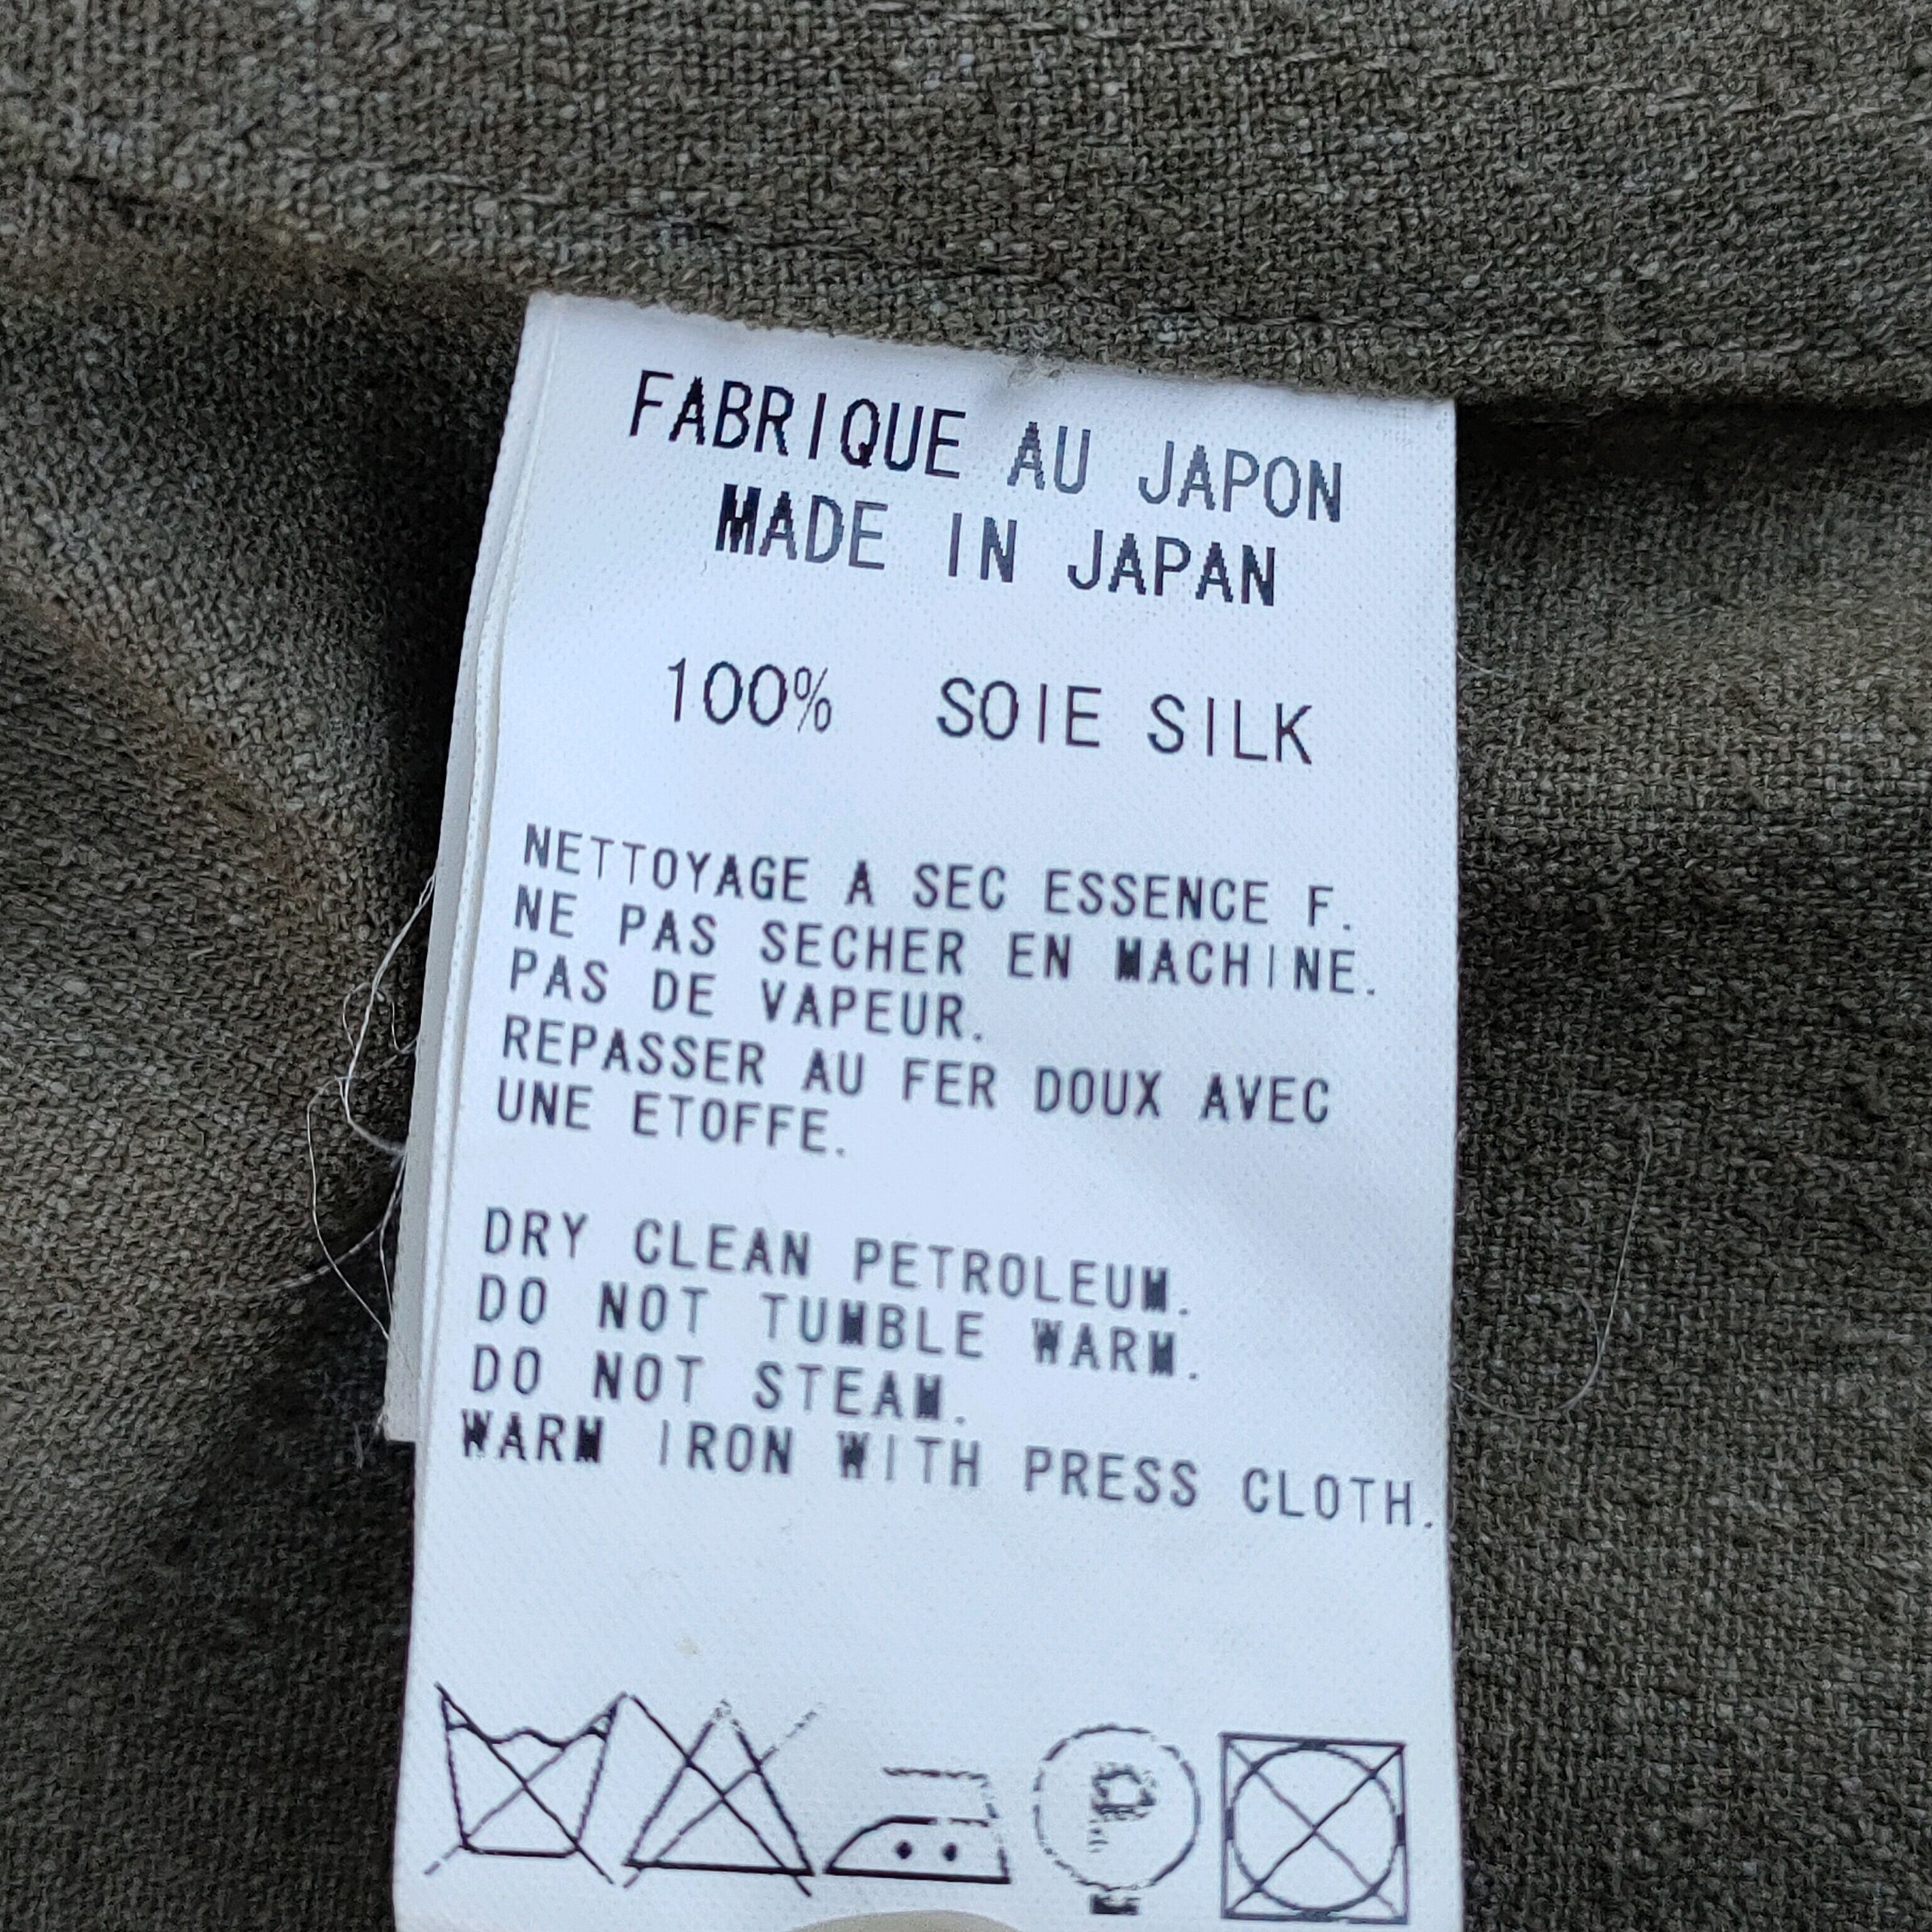 FABRIQUE AU JAPON
MADE IN JAPAN
100% SOIE SILK
NETTOYAGE A SEC ESSENCE F.
NE PAS SECHER EN MACHINE.
PAS DE VAPEUR.
REPASSER AU FER DOUX AVEC
UNE ETOFFE.
DRY CLEAN PETROLEUM.
DO NOT TUMBLE WARM.
DO NOT STEAM.
WARM IRON WITH PRESS CLOTH.
P